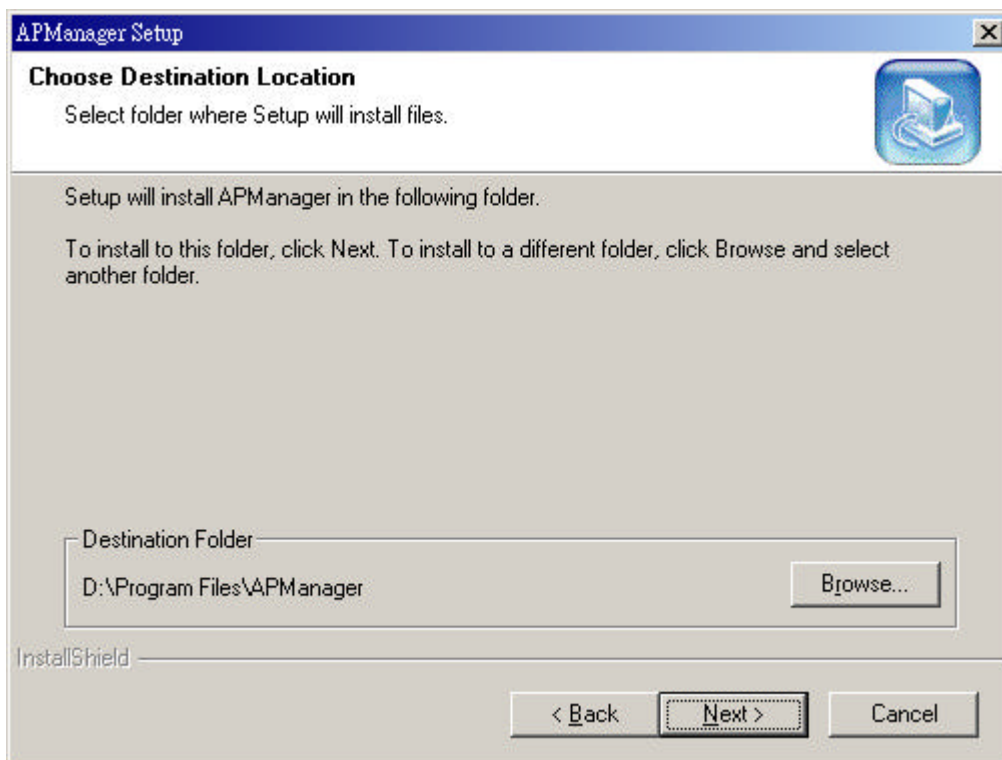 APManager Setup
Choose Destination Location
Select folder where Setup will install files.
Setup will install APManager in the following folder.
To install to this folder, click Next. To install to a different folder, click Browse and select
another folder.
Destination Folder
D:\Program Files\APManager
Browse...
InstallShield
< Back
Next >
Cancel